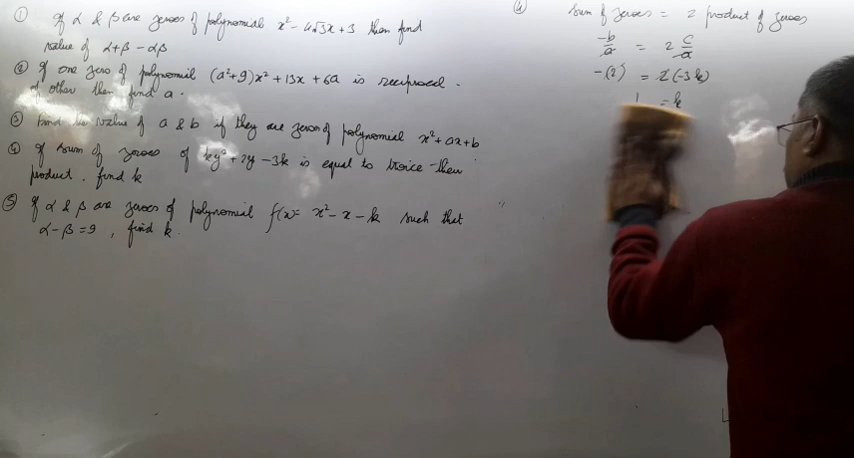 ① If α & β are zeroes of polynomial x² - 4√3x + 3 then find
value of α+β - αβ
② If one zero of polynomial (a²+9)x² + 13x + 6a is reciprocal
of other then find a.
③ Find the value of a & b if they are zeros of polynomial x² + ax + b
④ If sum of zeroes of ky² + 2y - 3k is equal to twice their
product. find k
⑤ If α & β are zeroes of polynomial f(x) = x² - x - k such that
α - β = 9, find k.
④ sum of zeroes = 2 product of zeroes
-b/a = 2 c/a
-(2) = 2(-3k)
= k